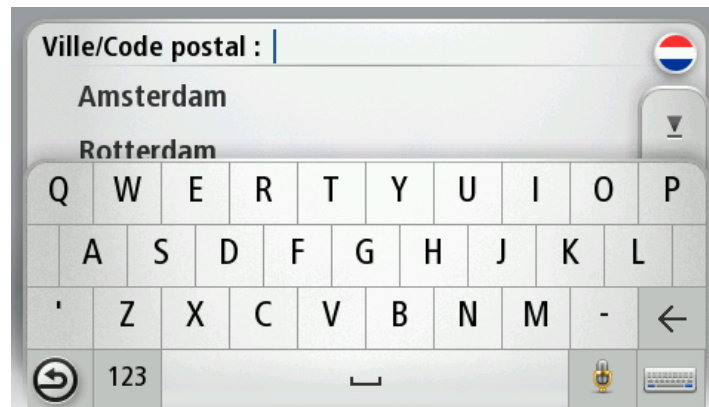 Ville/Code postal :
Amsterdam
Rotterdam
Q W E R T Y U I O P
A S D F G H J K L
' Z X C V B N M -
123